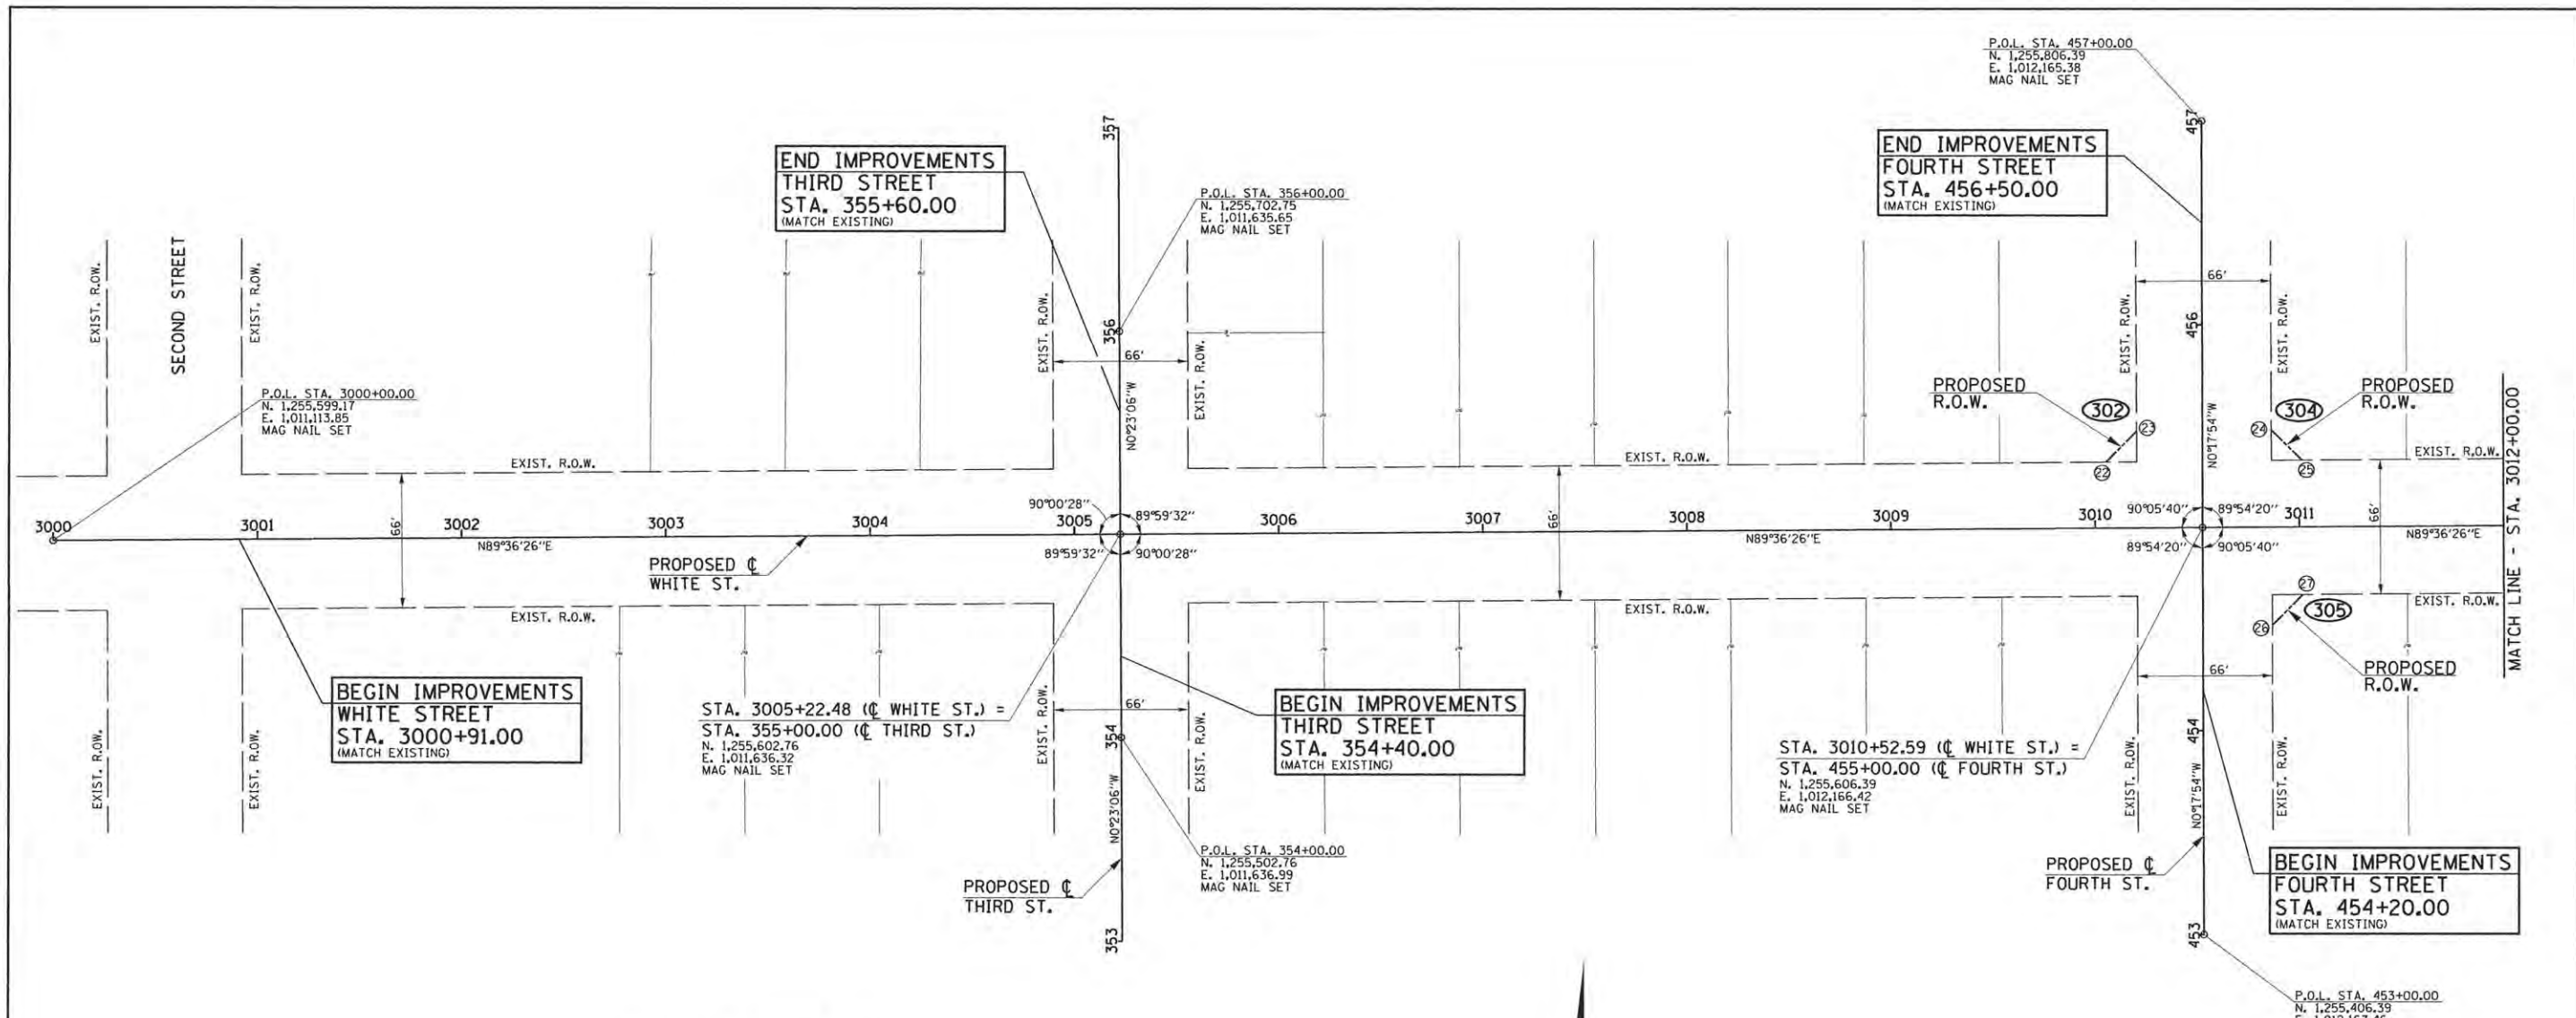 P.O.L. STA. 457+00.00
N. 1,255,806.39
E. 1,012,165.38
MAG NAIL SET
457
357
END IMPROVEMENTS
THIRD STREET
STA. 355+60.00
(MATCH EXISTING)
P.O.L. STA. 356+00.00
N. 1,255,702.75
E. 1,011,635.65
MAG NAIL SET
END IMPROVEMENTS
FOURTH STREET
STA. 456+50.00
(MATCH EXISTING)
EXIST. R.O.W.
SECOND STREET
EXIST. R.O.W.
EXIST. R.O.W.
356
66'
EXIST. R.O.W.
N0°23'06"W
66'
EXIST. R.O.W.
456
EXIST. R.O.W.
N0°17'54"W
P.O.L. STA. 3000+00.00
N. 1,255,599.17
E. 1,011,113.85
MAG NAIL SET
PROPOSED
R.O.W.
302
23
22
24
304
25
PROPOSED
R.O.W.
MATCH LINE - STA. 3012+00.00
EXIST. R.O.W.
EXIST. R.O.W.
EXIST. R.O.W.
3000
3001
3002
3003
3004
3005
3006
3007
3008
3009
3010
3011
66'
66'
66'
90°00'28"
89°59'32"
89°59'32"
90°00'28"
90°05'40"
89°54'20"
89°54'20"
90°05'40"
N89°36'26"E
N89°36'26"E
N89°36'26"E
PROPOSED ℄
WHITE ST.
EXIST. R.O.W.
EXIST. R.O.W.
EXIST. R.O.W.
27
305
26
PROPOSED
R.O.W.
BEGIN IMPROVEMENTS
WHITE STREET
STA. 3000+91.00
(MATCH EXISTING)
STA. 3005+22.48 (℄ WHITE ST.) =
STA. 355+00.00 (℄ THIRD ST.)
N. 1,255,602.76
E. 1,011,636.32
MAG NAIL SET
66'
354
BEGIN IMPROVEMENTS
THIRD STREET
STA. 354+40.00
(MATCH EXISTING)
66'
454
STA. 3010+52.59 (℄ WHITE ST.) =
STA. 455+00.00 (℄ FOURTH ST.)
N. 1,255,606.39
E. 1,012,166.42
MAG NAIL SET
EXIST. R.O.W.
EXIST. R.O.W.
EXIST. R.O.W.
EXIST. R.O.W.
EXIST. R.O.W.
EXIST. R.O.W.
N0°23'06"W
N0°17'54"W
P.O.L. STA. 354+00.00
N. 1,255,502.76
E. 1,011,636.99
MAG NAIL SET
PROPOSED ℄
THIRD ST.
353
PROPOSED ℄
FOURTH ST.
BEGIN IMPROVEMENTS
FOURTH STREET
STA. 454+20.00
(MATCH EXISTING)
453
P.O.L. STA. 453+00.00
N. 1,255,406.39